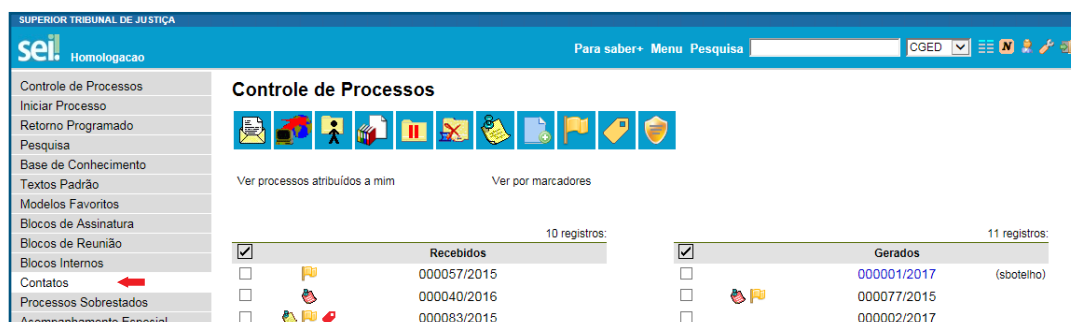 SUPERIOR TRIBUNAL DE JUSTIÇA
sei! Homologacao
Para saber+ Menu Pesquisa CGED N
Controle de Processos
Iniciar Processo
Retorno Programado
Pesquisa
Base de Conhecimento
Textos Padrão
Modelos Favoritos
Blocos de Assinatura
Blocos de Reunião
Blocos Internos
Contatos
Processos Sobrestados
Acompanhamento Especial
Controle de Processos
Ver processos atribuídos a mim Ver por marcadores
10 registros:
Recebidos
000057/2015
000040/2016
000083/2015
11 registros:
Gerados
000001/2017 (sbotelho)
000077/2015
000002/2017